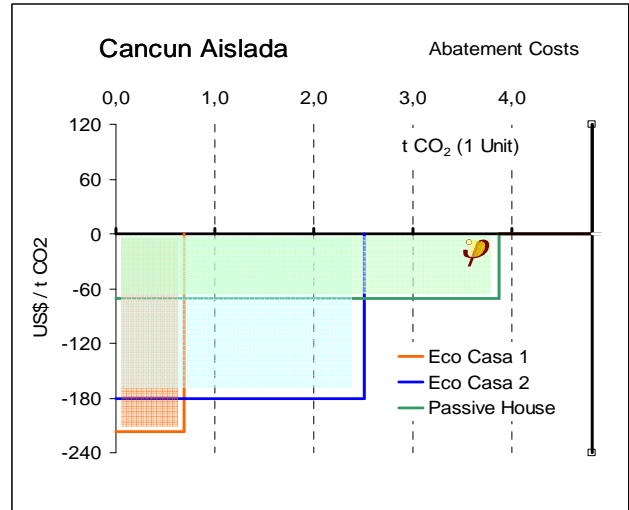 Cancun Aislada
Abatement Costs
0,0 1,0 2,0 3,0 4,0
t CO₂ (1 Unit)
120
60
0
-60
-120
-180
-240
US$ / t CO2
Eco Casa 1
Eco Casa 2
Passive House